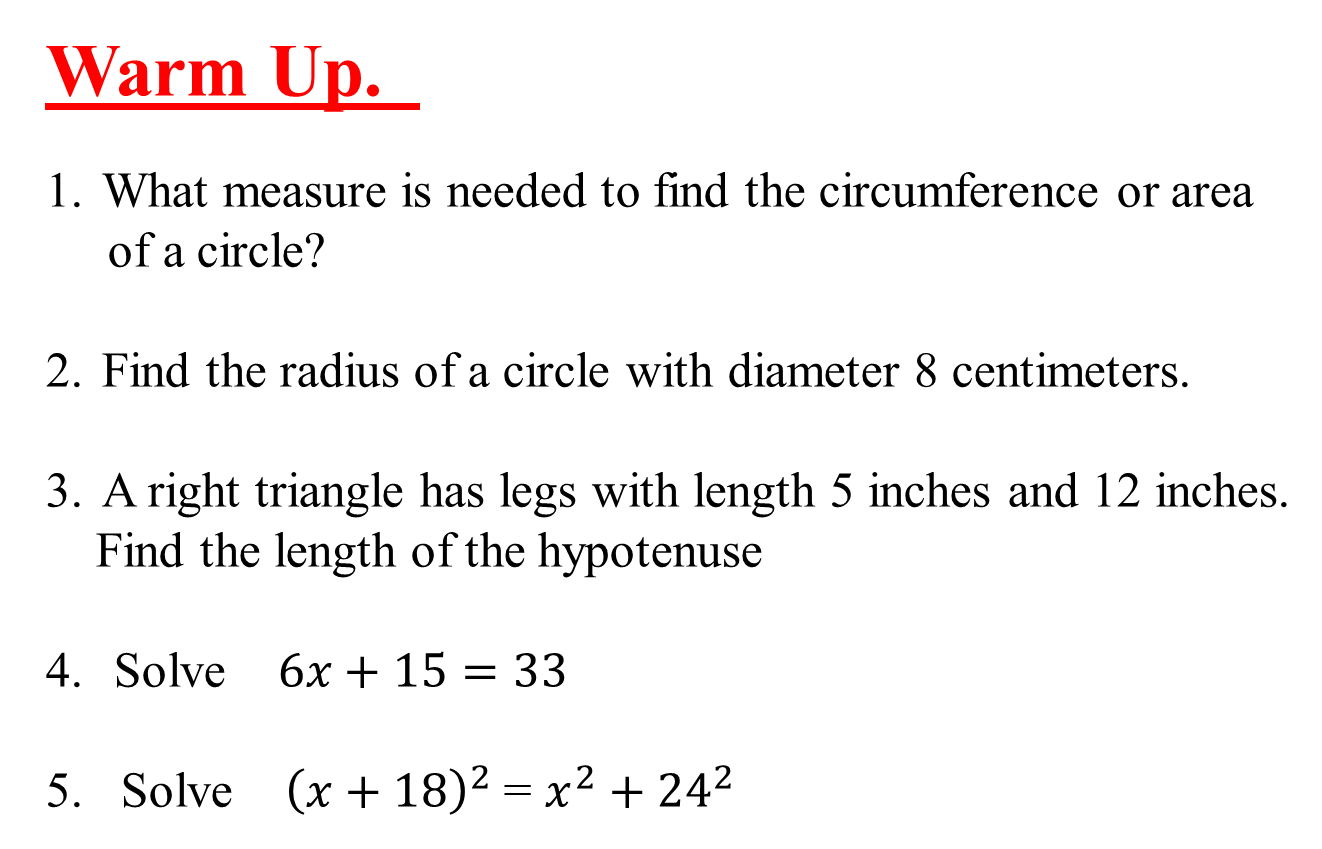 Warm Up.
1. What measure is needed to find the circumference or area
of a circle?
2. Find the radius of a circle with diameter 8 centimeters.
3. A right triangle has legs with length 5 inches and 12 inches.
Find the length of the hypotenuse
4. Solve 6𝑥 + 15 = 33
5. Solve (𝑥 + 18)² = 𝑥² + 24²